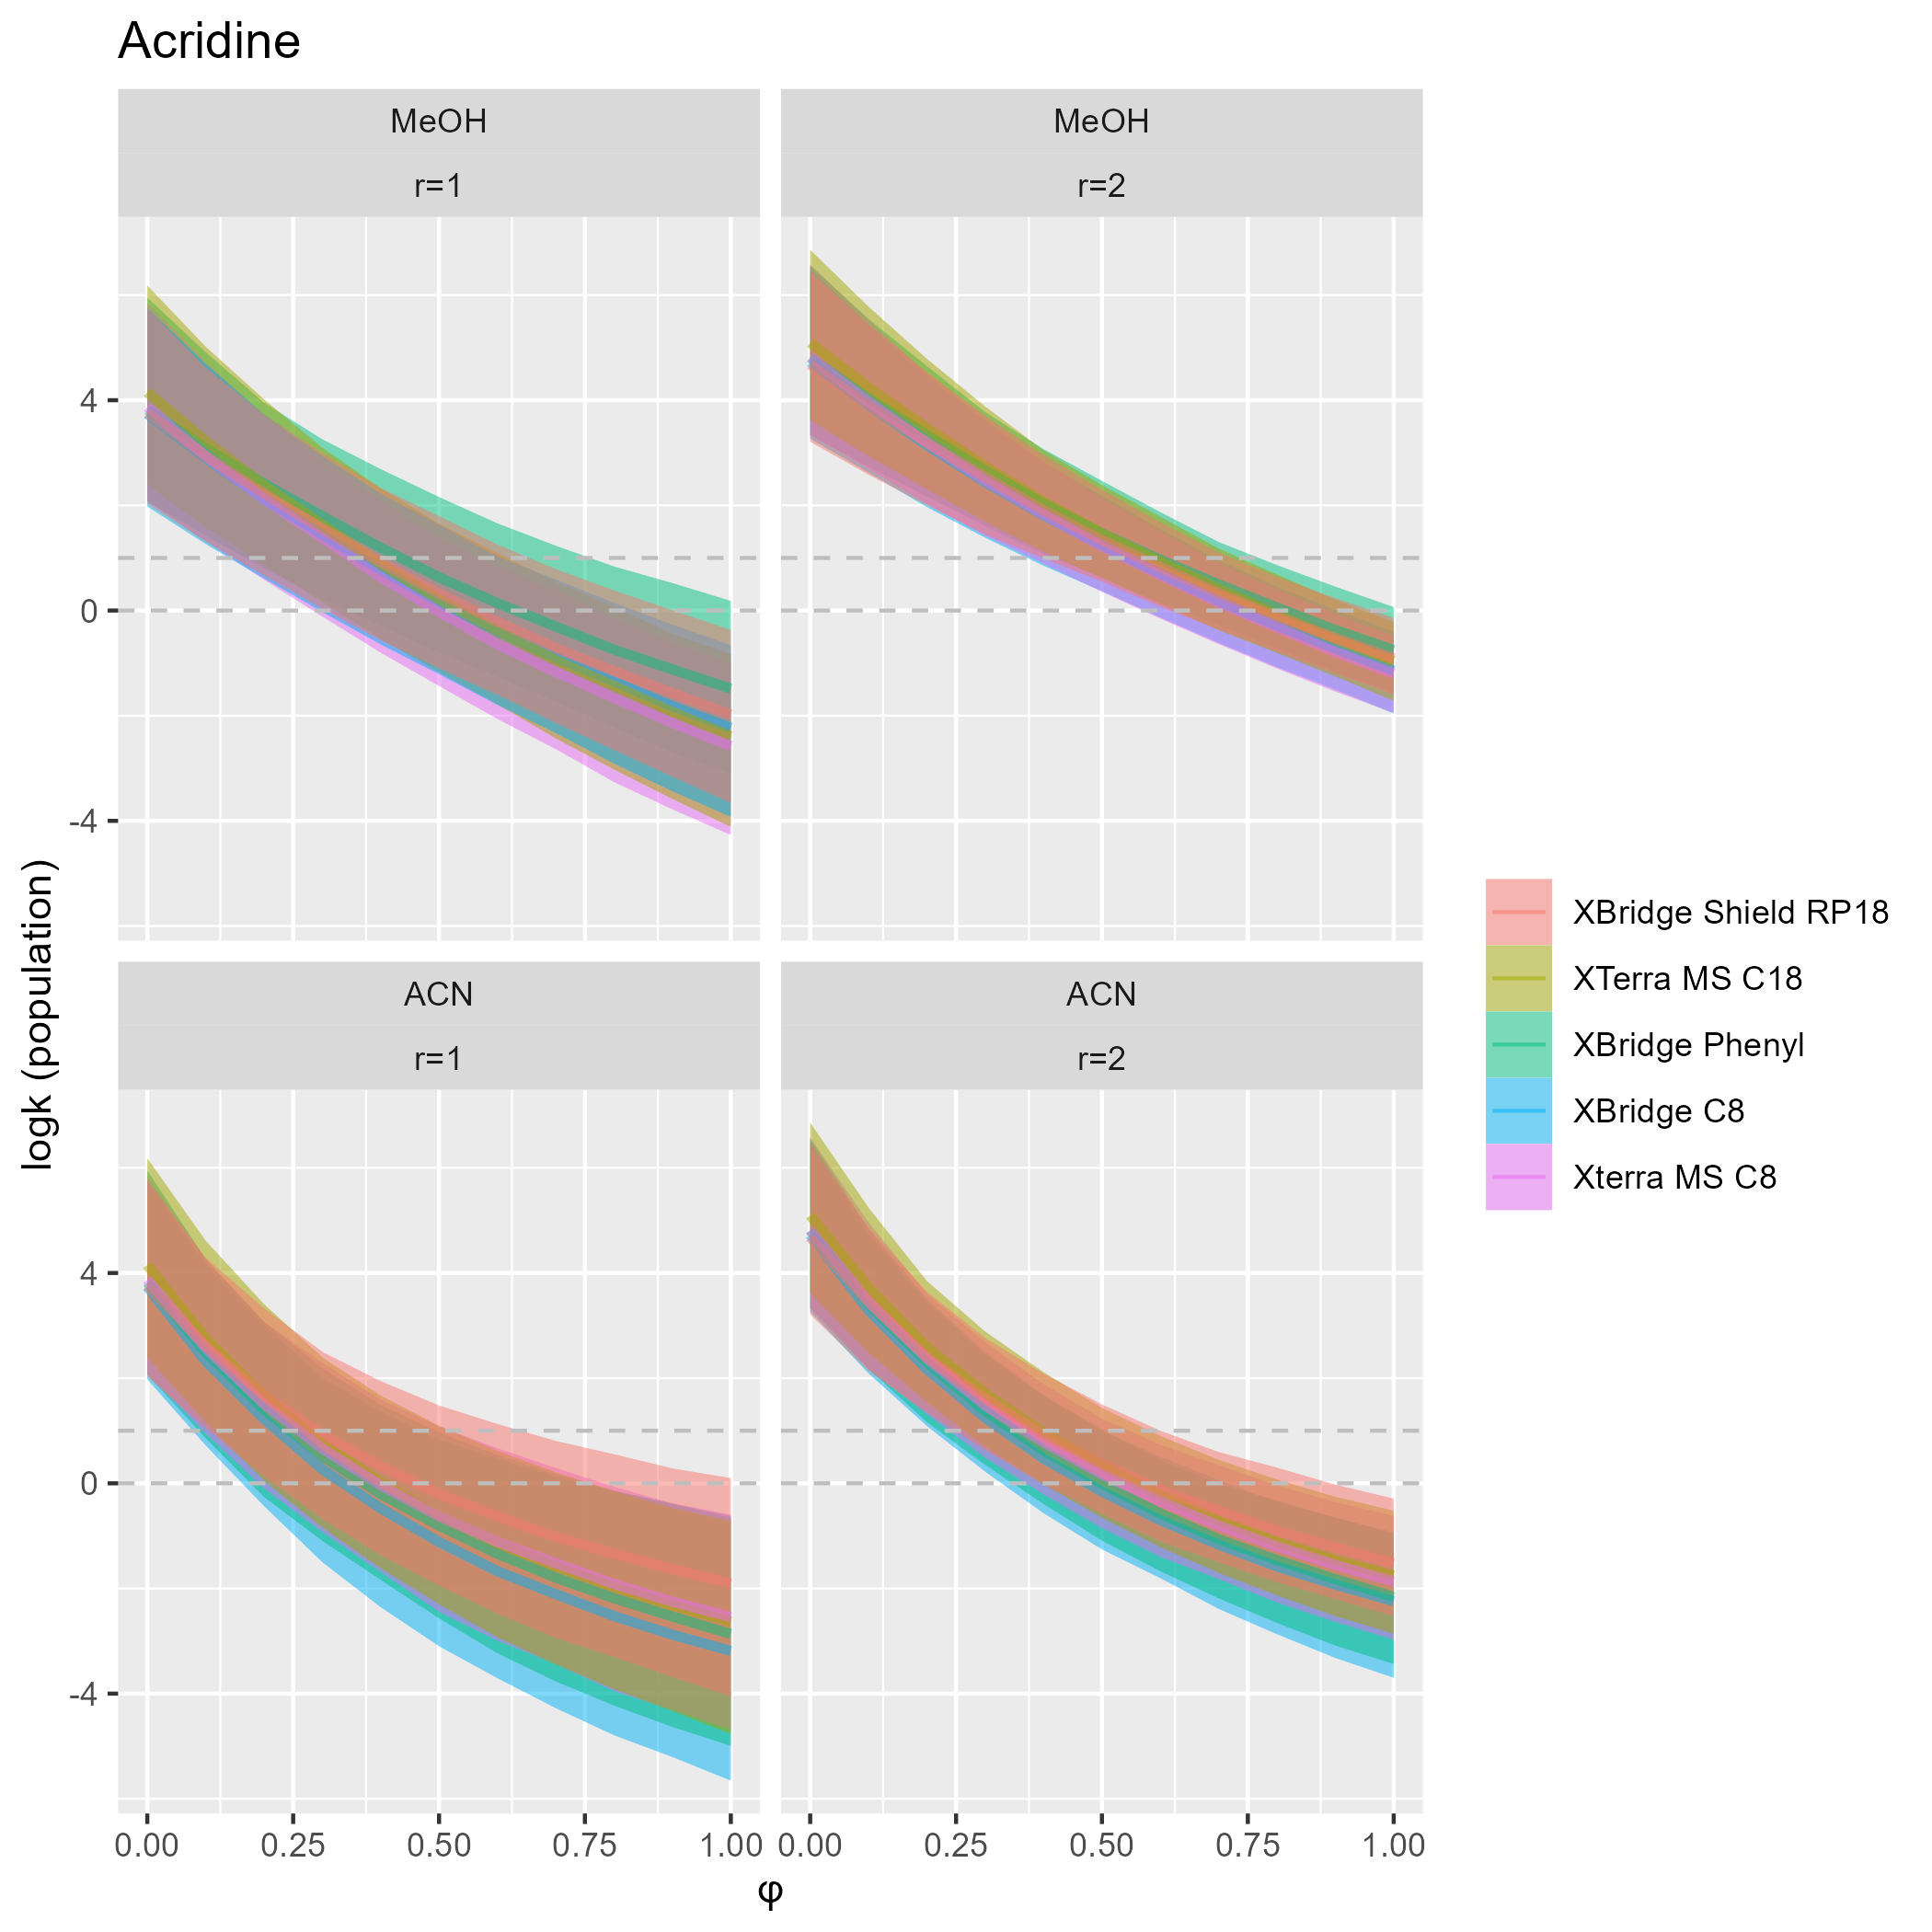 Acridine
MeOH
r=1
MeOH
r=2
4
0
-4
ACN
r=1
ACN
r=2
4
0
-4
0.00 0.25 0.50 0.75 1.00
0.00 0.25 0.50 0.75 1.00
φ
logk (population)
XBridge Shield RP18
XTerra MS C18
XBridge Phenyl
XBridge C8
Xterra MS C8